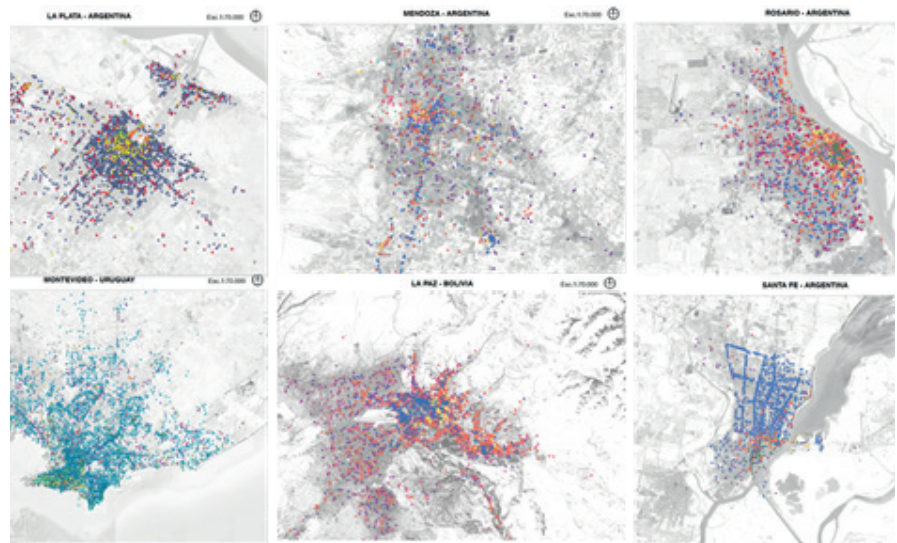 LA PLATA - ARGENTINA Esc.1:70.000
MENDOZA - ARGENTINA Esc.1:70.000
ROSARIO - ARGENTINA
MONTEVIDEO - URUGUAY Esc.1:70.000
LA PAZ - BOLIVIA Esc.1:70.000
SANTA FE - ARGENTINA